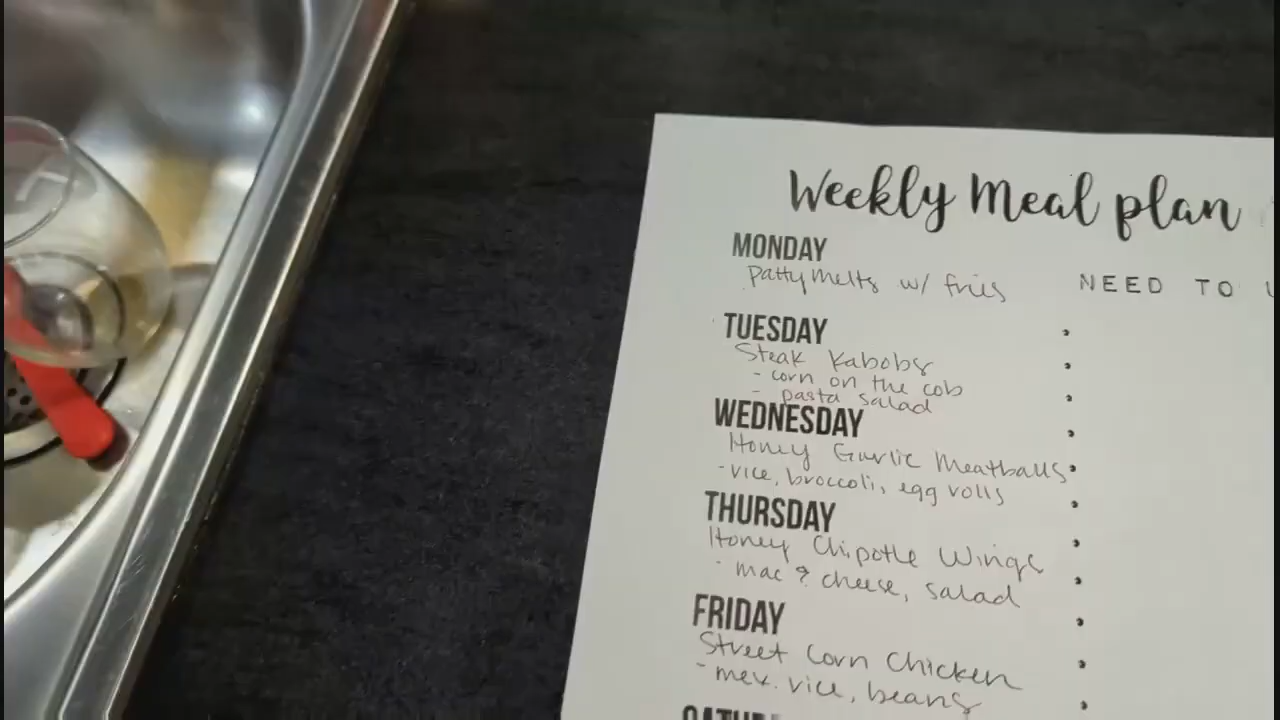 Weekly Meal plan
MONDAY
Patty Melts w/ fries
NEED TO
TUESDAY
Steak Kabobs
- corn on the cob
- pasta salad
WEDNESDAY
Honey Garlic Meatballs
- rice, broccoli, egg rolls
THURSDAY
Honey Chipotle Wings
- mac & cheese, salad
FRIDAY
Street Corn Chicken
- mex. rice, beans